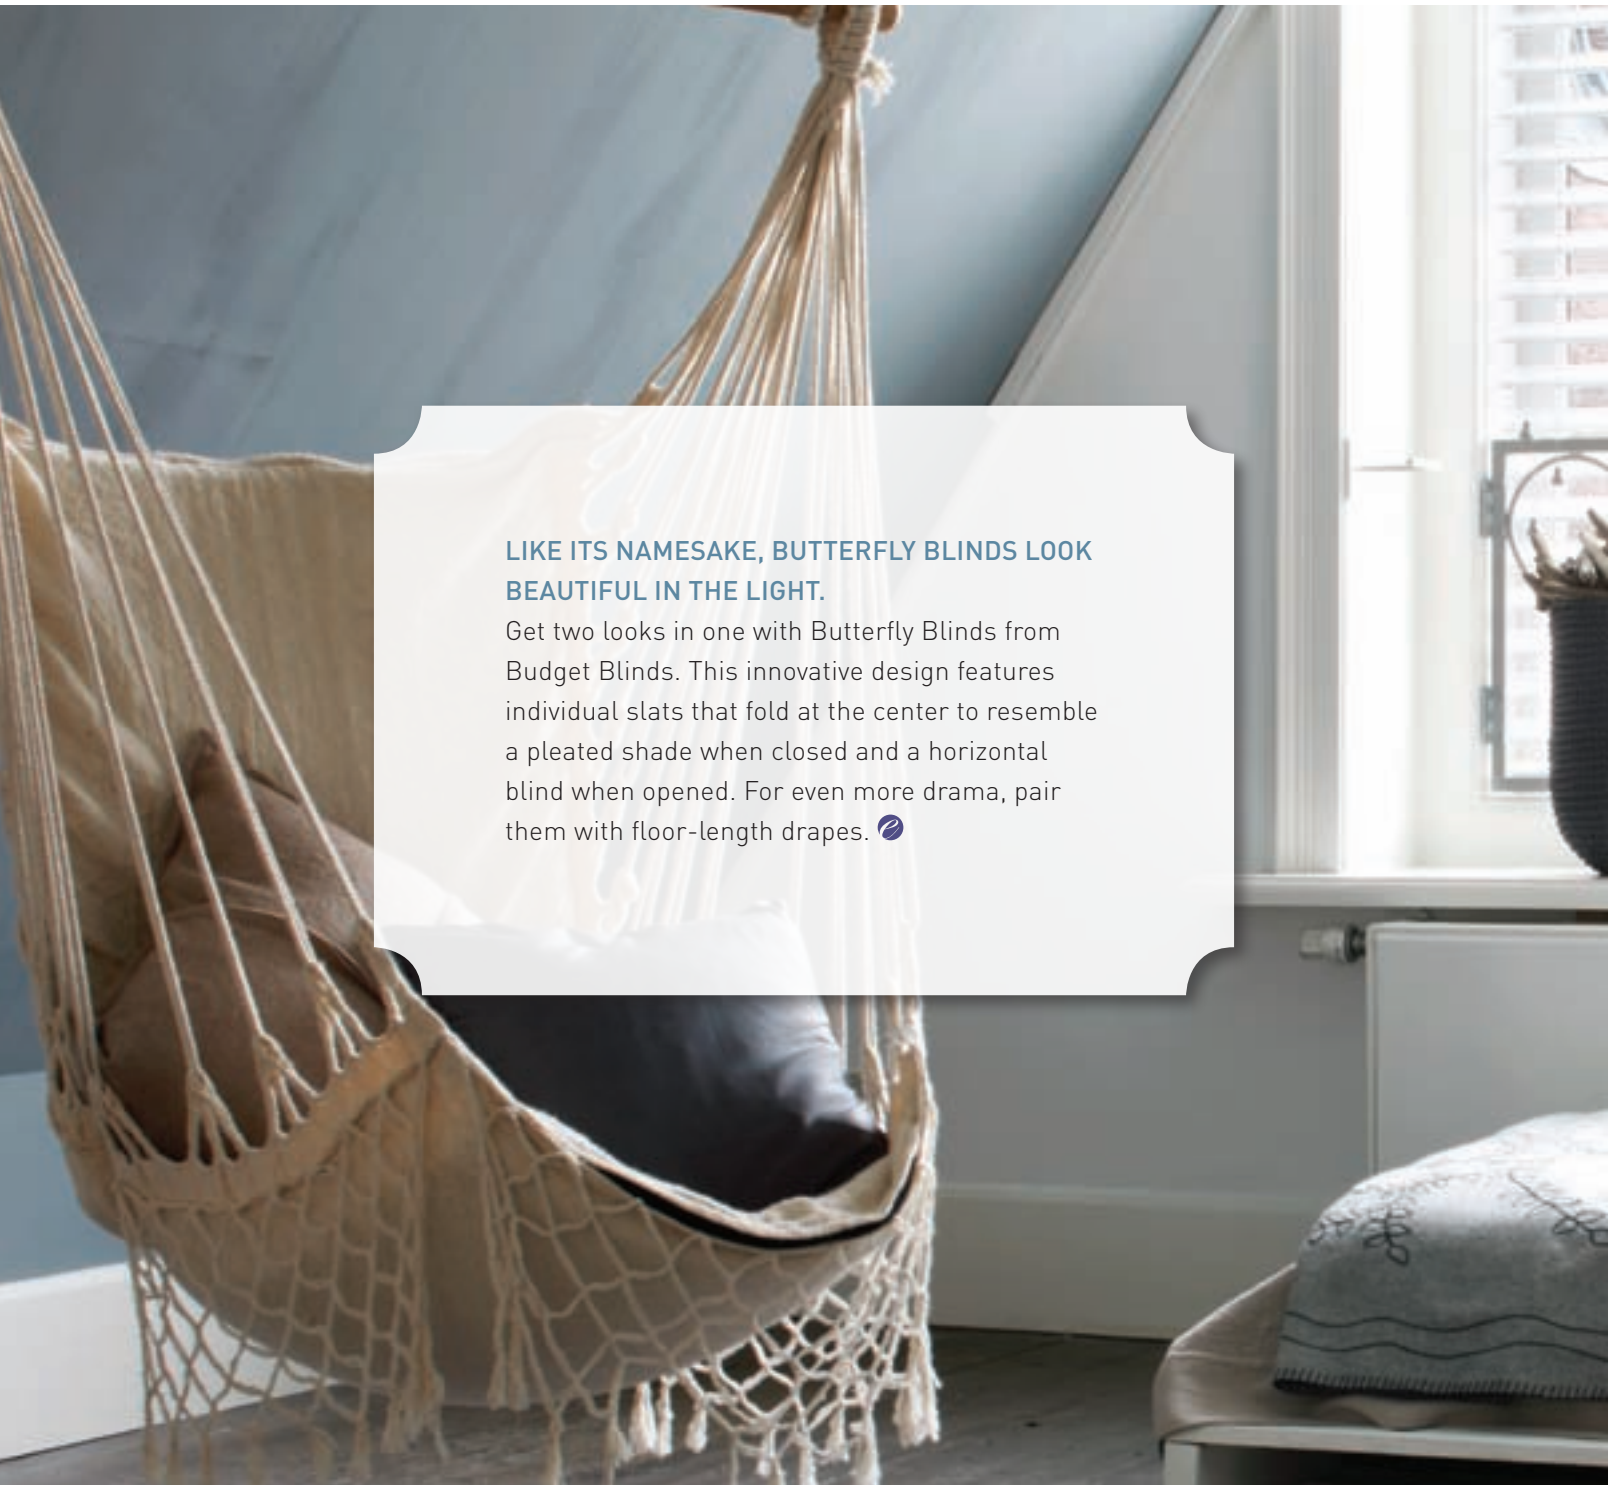 LIKE ITS NAMESAKE, BUTTERFLY BLINDS LOOK
BEAUTIFUL IN THE LIGHT.
Get two looks in one with Butterfly Blinds from
Budget Blinds. This innovative design features
individual slats that fold at the center to resemble
a pleated shade when closed and a horizontal
blind when opened. For even more drama, pair
them with floor-length drapes.